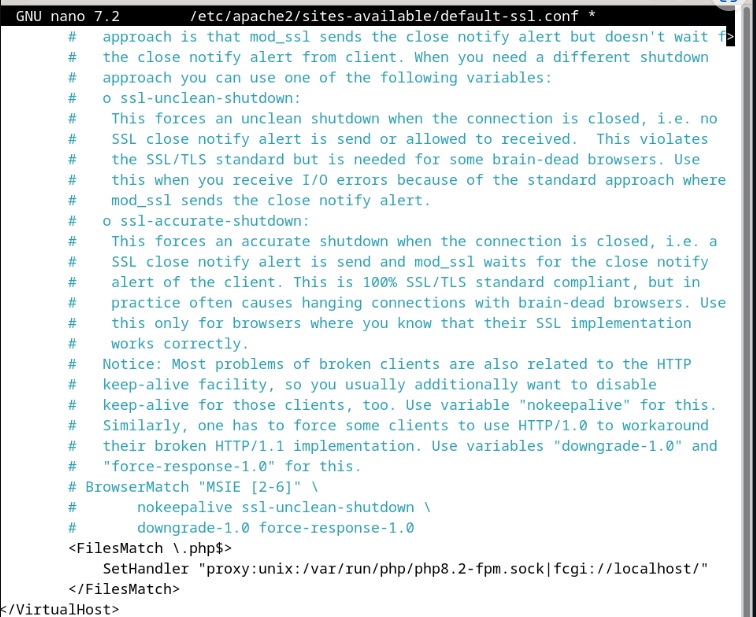 GNU nano 7.2 /etc/apache2/sites-available/default-ssl.conf *
# approach is that mod_ssl sends the close notify alert but doesn't wait f>
# the close notify alert from client. When you need a different shutdown
# approach you can use one of the following variables:
# o ssl-unclean-shutdown:
# This forces an unclean shutdown when the connection is closed, i.e. no
# SSL close notify alert is send or allowed to received.  This violates
# the SSL/TLS standard but is needed for some brain-dead browsers. Use
# this when you receive I/O errors because of the standard approach where
# mod_ssl sends the close notify alert.
# o ssl-accurate-shutdown:
# This forces an accurate shutdown when the connection is closed, i.e. a
# SSL close notify alert is send and mod_ssl waits for the close notify
# alert of the client. This is 100% SSL/TLS standard compliant, but in
# practice often causes hanging connections with brain-dead browsers. Use
# this only for browsers where you know that their SSL implementation
# works correctly.
# Notice: Most problems of broken clients are also related to the HTTP
# keep-alive facility, so you usually additionally want to disable
# keep-alive for those clients, too. Use variable "nokeepalive" for this.
# Similarly, one has to force some clients to use HTTP/1.0 to workaround
# their broken HTTP/1.1 implementation. Use variables "downgrade-1.0" and
# "force-response-1.0" for this.
# BrowserMatch "MSIE [2-6]" \
# nokeepalive ssl-unclean-shutdown \
# downgrade-1.0 force-response-1.0
<FilesMatch \.php$>
SetHandler "proxy:unix:/var/run/php/php8.2-fpm.sock|fcgi://localhost/"
</FilesMatch>
</VirtualHost>